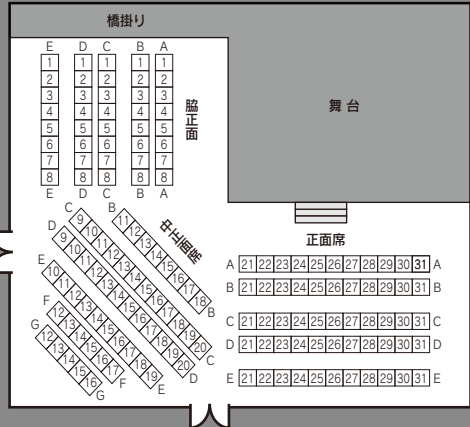 橋掛り
E D C B A
1 1 1 1 1
2 2 2 2 2
3 3 3 3 3
4 4 4 4 4
5 5 5 5 5
6 6 6 6 6
7 7 7 7 7
8 8 8 8 8
E D C B A
脇正面
舞台
中正面席
B 11 12 13 14 15 16 17 18 B
C 9 10 11 12 13 14 15 16 17 18 19 20 C
D 9 10 11 12 13 14 15 16 17 18 19 20 D
E 10 11 12 13 14 15 16 17 18 19 E
F 12 13 14 15 16 17 F
G 12 13 14 15 16 G
正面席
A 21 22 23 24 25 26 27 28 29 30 31 A
B 21 22 23 24 25 26 27 28 29 30 31 B
C 21 22 23 24 25 26 27 28 29 30 31 C
D 21 22 23 24 25 26 27 28 29 30 31 D
E 21 22 23 24 25 26 27 28 29 30 31 E